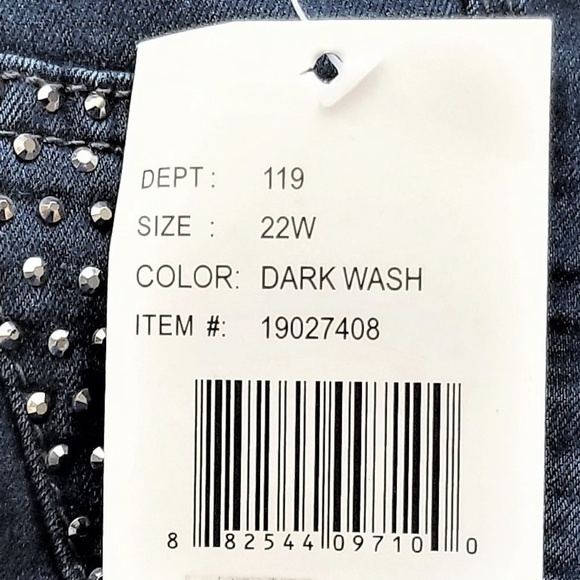 DEPT : 119
SIZE : 22W
COLOR: DARK WASH
ITEM #: 19027408
8 82544 09710 0